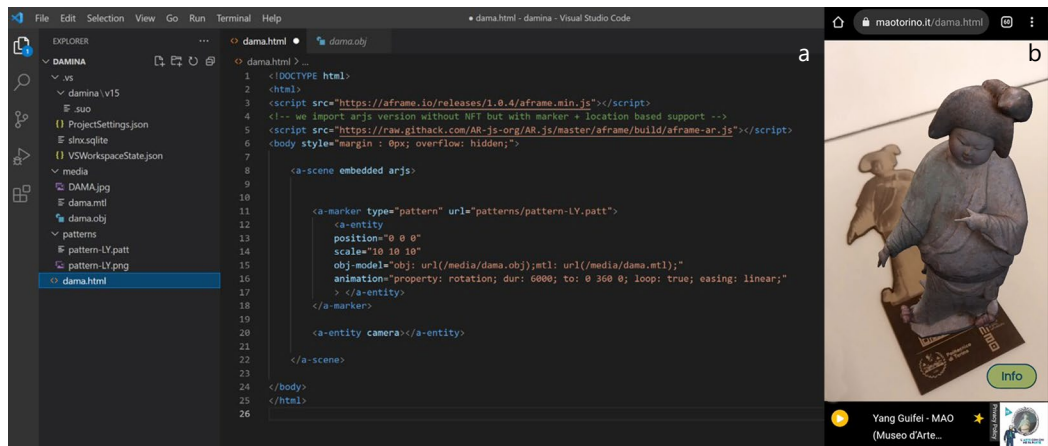 File Edit Selection View Go Run Terminal Help
● dama.html - damina - Visual Studio Code
EXPLORER
DAMINA
.vs
damina \ v15
.suo
ProjectSettings.json
slnx.sqlite
VSWorkspaceState.json
media
DAMA.jpg
dama.mtl
dama.obj
patterns
pattern-LY.patt
pattern-LY.png
dama.html
1
dama.html ●
dama.obj
dama.html > ...
a
1 <!DOCTYPE html>
2 <html>
3 <script src="https://aframe.io/releases/1.0.4/aframe.min.js"></script>
4 <!-- we import arjs version without NFT but with marker + location based support -->
5 <script src="https://raw.githack.com/AR-js-org/AR.js/master/aframe/build/aframe-ar.js"></script>
6 <body style="margin : 0px; overflow: hidden;">
7
8 <a-scene embedded arjs>
9
10
11 <a-marker type="pattern" url="patterns/pattern-LY.patt">
12 <a-entity
13 position="0 0 0"
14 scale="10 10 10"
15 obj-model="obj: url(/media/dama.obj);mtl: url(/media/dama.mtl);"
16 animation="property: rotation; dur: 6000; to: 0 360 0; loop: true; easing: linear;"
17 > </a-entity>
18 </a-marker>
19
20 <a-entity camera></a-entity>
21
22 </a-scene>
23
24 </body>
25 </html>
26
maotorino.it/dama.html
b
Politecnico
di Torino
Info
Yang Guifei - MAO
(Museo d'Arte...
Privacy Policy